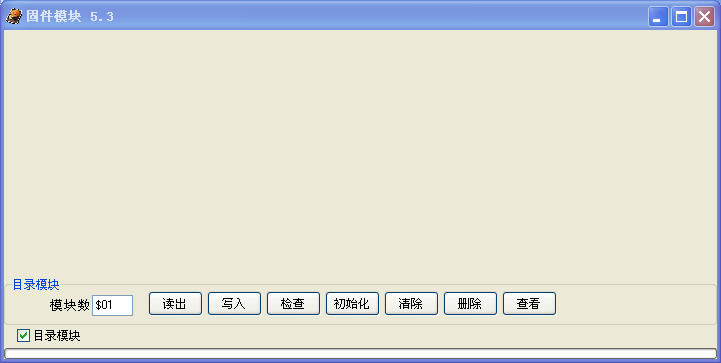 固件模块 5.3
目录模块
模块数 $01 读出 写入 检查 初始化 清除 删除 查看
目录模块